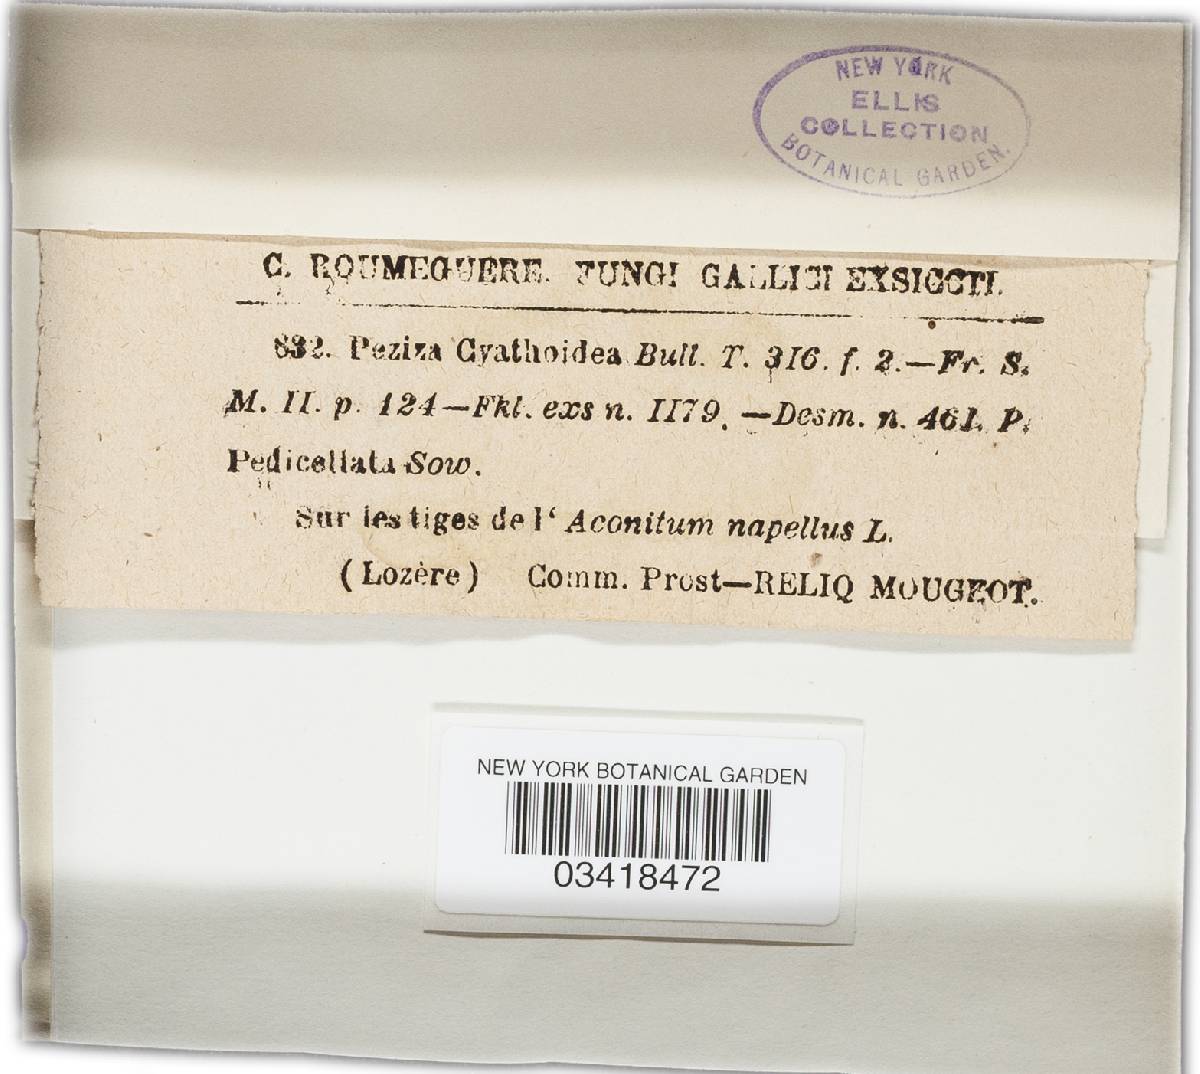 NEW YORK
ELLIS
COLLECTION
BOTANICAL GARDEN.
C. ROUMEGUERE. FUNGI GALLICI EXSICCTI.
632. Peziza Cyathoidea Bull. T. 316. f. 2.—Fr. S.
M. II. p. 124—Fkl. exs n. 1179. —Desm. n. 461. P.
Pedicellata Sow.
Sur les tiges de l‘ Aconitum napellus L.
(Lozère) Comm. Prost—RELIQ MOUGEOT.
NEW YORK BOTANICAL GARDEN
03418472